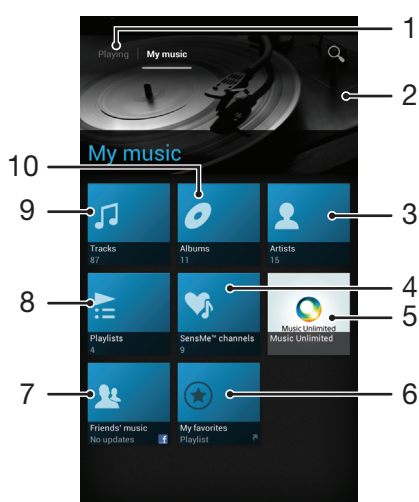 1
Playing My music
2
My music
10
9
Tracks
87
Albums
11
Artists
15
3
8
Playlists
4
SensMe™ channels
9
4
Music Unlimited
Music Unlimited
5
7
Friends' music
No updates f
My favorites
Playlist
6